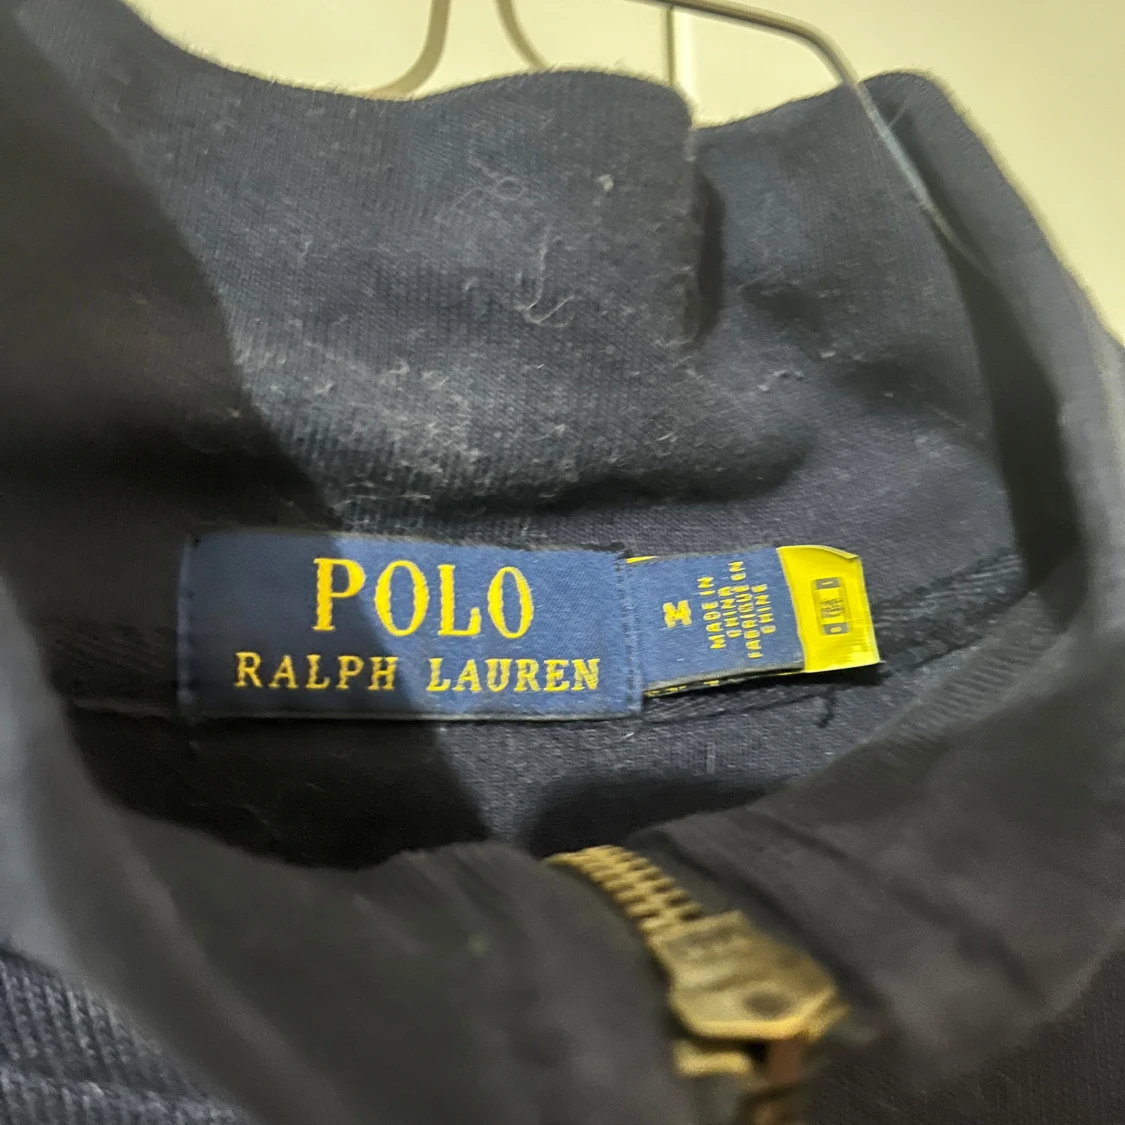 POLO
RALPH LAUREN
M
MADE IN
CHINA
FABRIQUÉ EN
CHINE